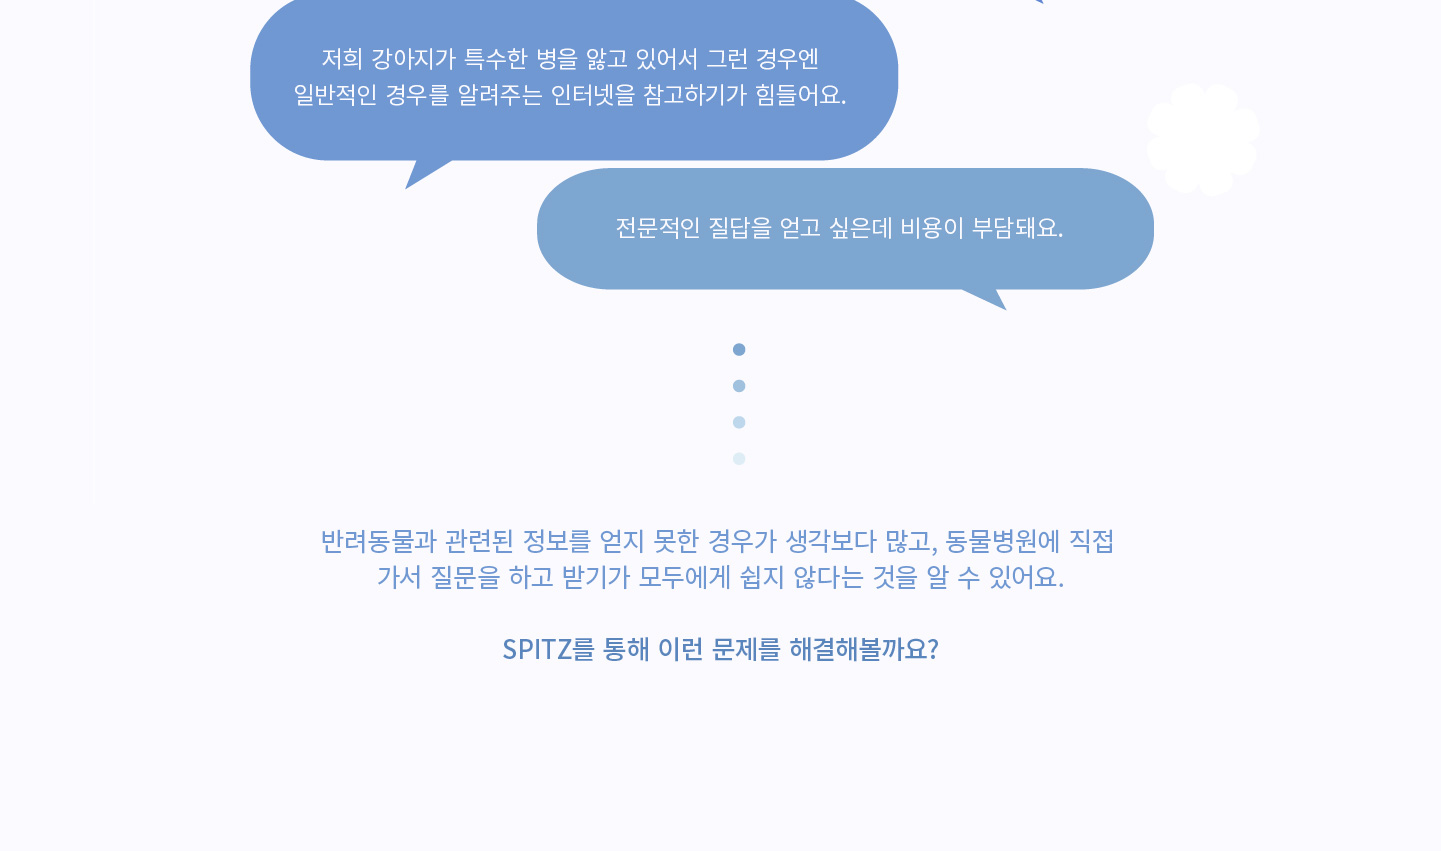 저희 강아지가 특수한 병을 앓고 있어서 그런 경우엔
일반적인 경우를 알려주는 인터넷을 참고하기가 힘들어요.
전문적인 질답을 얻고 싶은데 비용이 부담돼요.
반려동물과 관련된 정보를 얻지 못한 경우가 생각보다 많고, 동물병원에 직접
가서 질문을 하고 받기가 모두에게 쉽지 않다는 것을 알 수 있어요.
SPITZ를 통해 이런 문제를 해결해볼까요?